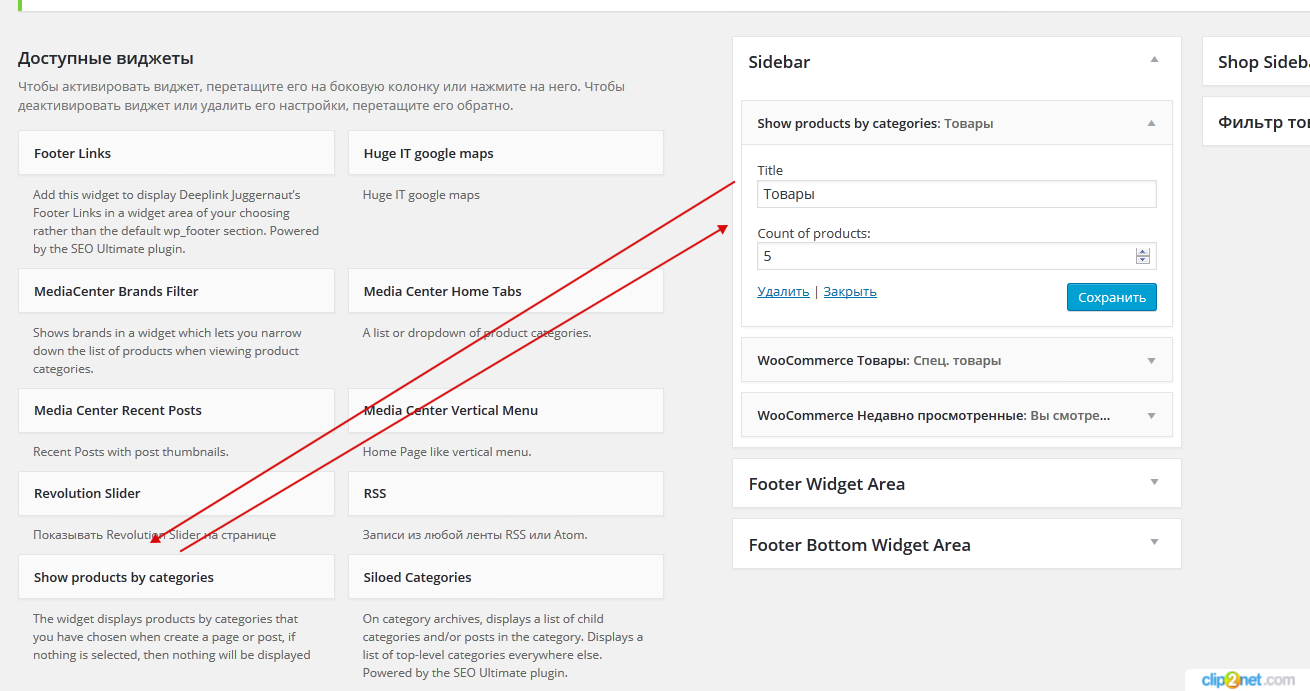 Доступные виджеты
Чтобы активировать виджет, перетащите его на боковую колонку или нажмите на него. Чтобы
деактивировать виджет или удалить его настройки, перетащите его обратно.
Footer Links
Add this widget to display Deeplink Juggernaut's
Footer Links in a widget area of your choosing
rather than the default wp_footer section. Powered
by the SEO Ultimate plugin.
Huge IT google maps
Huge IT google maps
MediaCenter Brands Filter
Shows brands in a widget which lets you narrow
down the list of products when viewing product
categories.
Media Center Home Tabs
A list or dropdown of product categories.
Media Center Recent Posts
Recent Posts with post thumbnails.
Media Center Vertical Menu
Home Page like vertical menu.
Revolution Slider
Показывать Revolution Slider на странице
RSS
Записи из любой ленты RSS или Atom.
Show products by categories
The widget displays products by categories that
you have chosen when create a page or post, if
nothing is selected, then nothing will be displayed
Siloed Categories
On category archives, displays a list of child
categories and/or posts in the category. Displays a
list of top-level categories everywhere else.
Powered by the SEO Ultimate plugin.
Sidebar
Show products by categories: Товары
Title
Товары
Count of products:
5
Удалить | Закрыть
Сохранить
WooCommerce Товары: Спец. товары
WooCommerce Недавно просмотренные: Вы смотре...
Footer Widget Area
Footer Bottom Widget Area
Shop Sideba
Фильтр то
clip2net.com